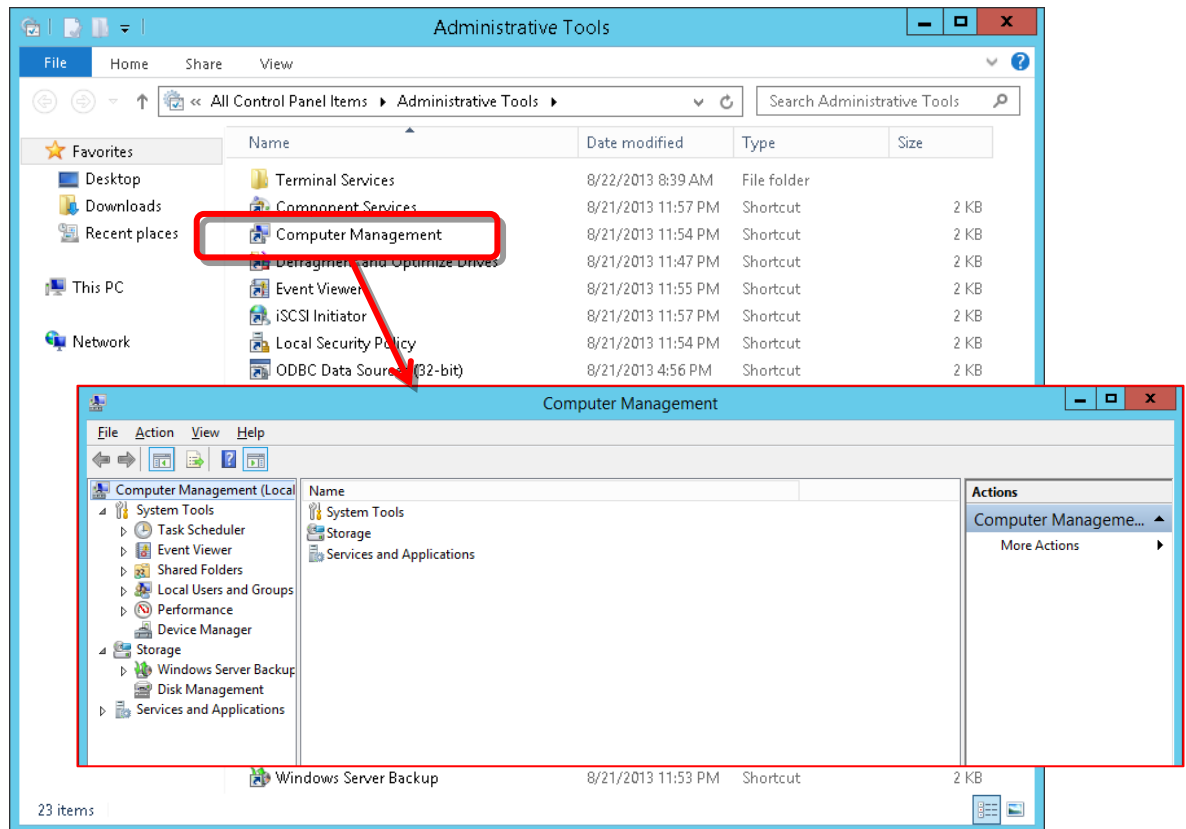 Administrative Tools
File Home Share View
« All Control Panel Items Administrative Tools Search Administrative Tools
Name Date modified Type Size
Favorites
Desktop
Downloads
Recent places
This PC
Network
Terminal Services 8/22/2013 8:39 AM File folder
Component Services 8/21/2013 11:57 PM Shortcut 2 KB
Computer Management 8/21/2013 11:54 PM Shortcut 2 KB
Defragment and Optimize Drives 8/21/2013 11:47 PM Shortcut 2 KB
Event Viewer 8/21/2013 11:55 PM Shortcut 2 KB
iSCSI Initiator 8/21/2013 11:57 PM Shortcut 2 KB
Local Security Policy 8/21/2013 11:54 PM Shortcut 2 KB
ODBC Data Sources (32-bit) 8/21/2013 4:56 PM Shortcut 2 KB
Computer Management
File Action View Help
Computer Management (Local
System Tools
Task Scheduler
Event Viewer
Shared Folders
Local Users and Groups
Performance
Device Manager
Storage
Windows Server Backup
Disk Management
Services and Applications
Name
System Tools
Storage
Services and Applications
Actions
Computer Manageme...
More Actions
Windows Server Backup 8/21/2013 11:53 PM Shortcut 2 KB
23 items